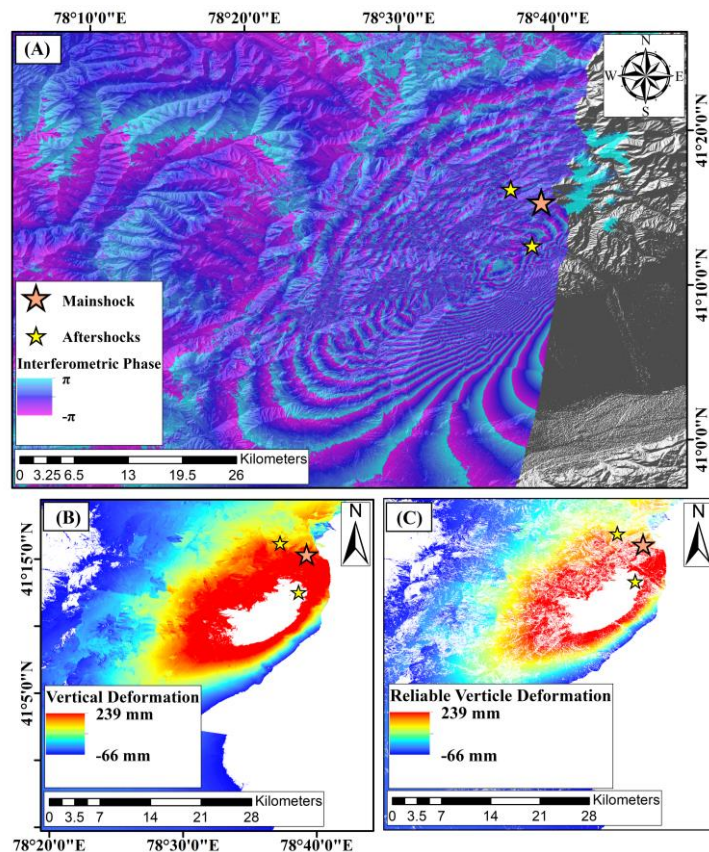 78°10'0"E 78°20'0"E 78°30'0"E 78°40'0"E
(A)
N
W E
S
41°20'0"N
41°10'0"N
41°0'0"N
Mainshock
Aftershocks
Interferometric Phase
π
-π
Kilometers
0 3.25 6.5 13 19.5 26
(B)
N
41°15'0"N
41°5'0"N
Vertical Deformation
239 mm
-66 mm
Kilometers
0 3.5 7 14 21 28
78°20'0"E 78°30'0"E 78°40'0"E
(C)
N
Reliable Verticle Deformation
239 mm
-66 mm
Kilometers
0 3.5 7 14 21 28